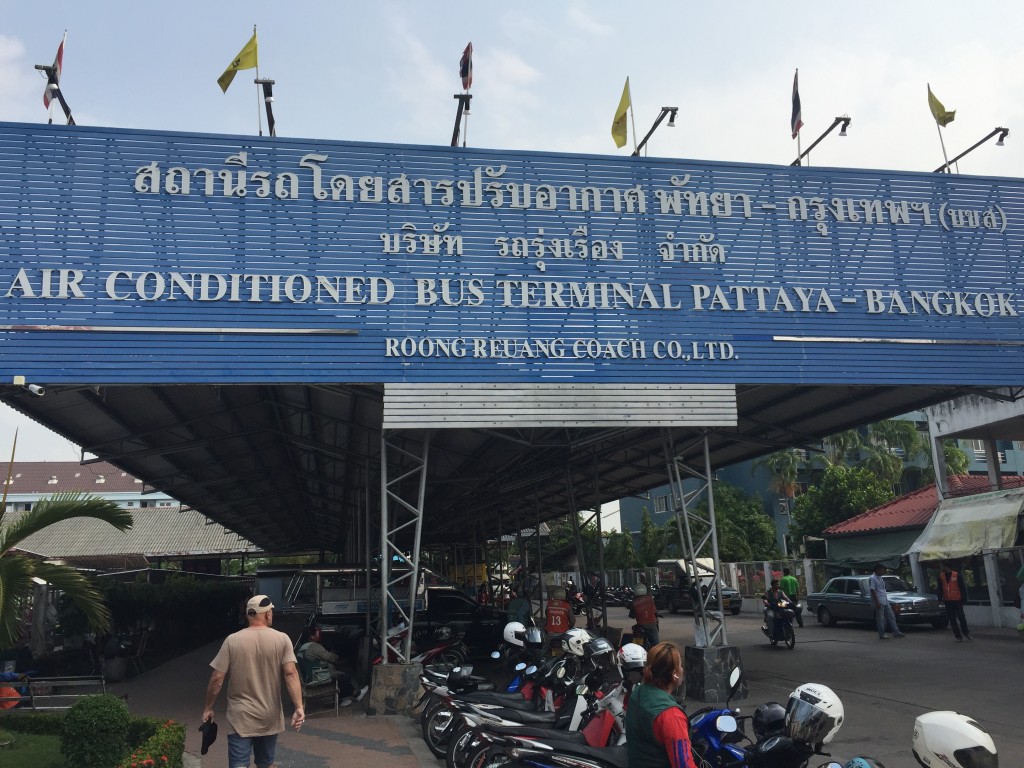 สถานีรถโดยสารปรับอากาศ พัทยา - กรุงเทพฯ (บขส)
บริษัท รถรุ่งเรือง จำกัด
AIR CONDITIONED BUS TERMINAL PATTAYA - BANGKOK
ROONG REUANG COACH CO.,LTD.
13